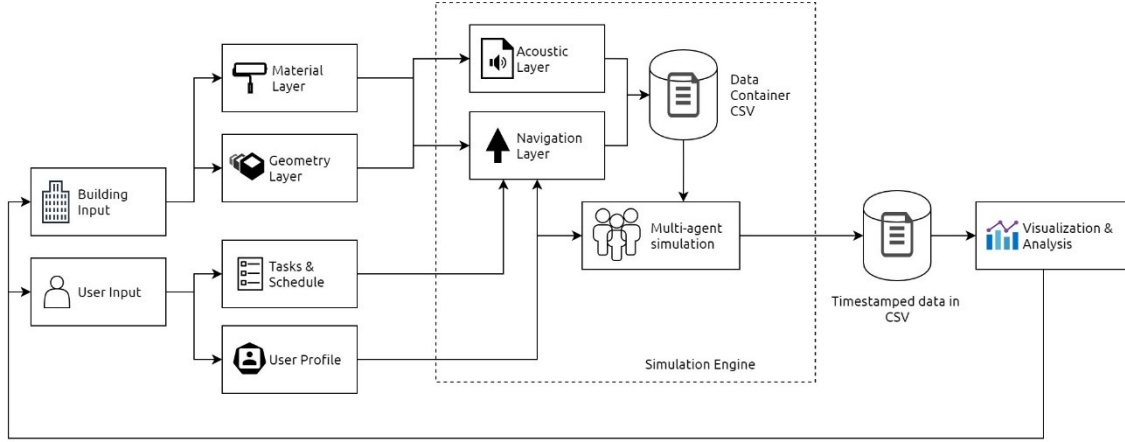 Material
Layer
Geometry
Layer
Building
Input
User Input
Tasks &
Schedule
User Profile
Acoustic
Layer
Navigation
Layer
Data
Container
CSV
Multi-agent
simulation
Simulation Engine
Timestamped data in
CSV
Visualization &
Analysis